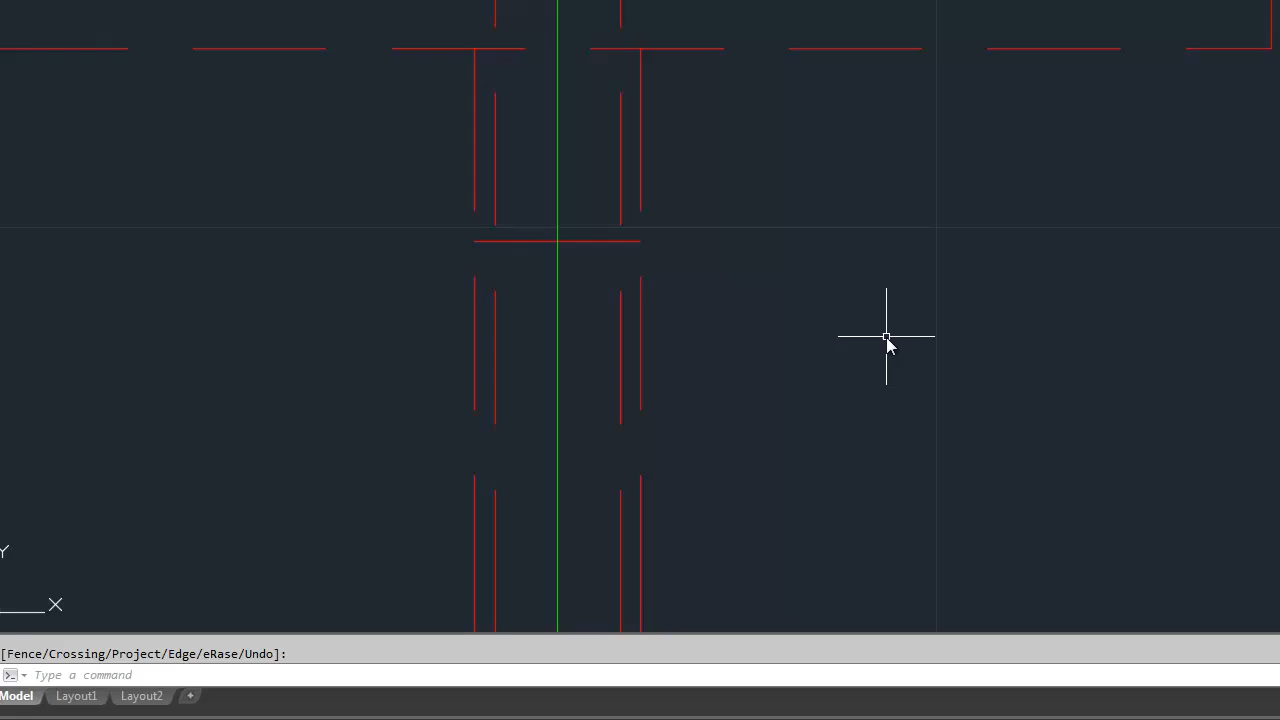 Y
X
[Fence/Crossing/Project/Edge/eRase/Undo]:
Type a command
Model
Layout1
Layout2
+